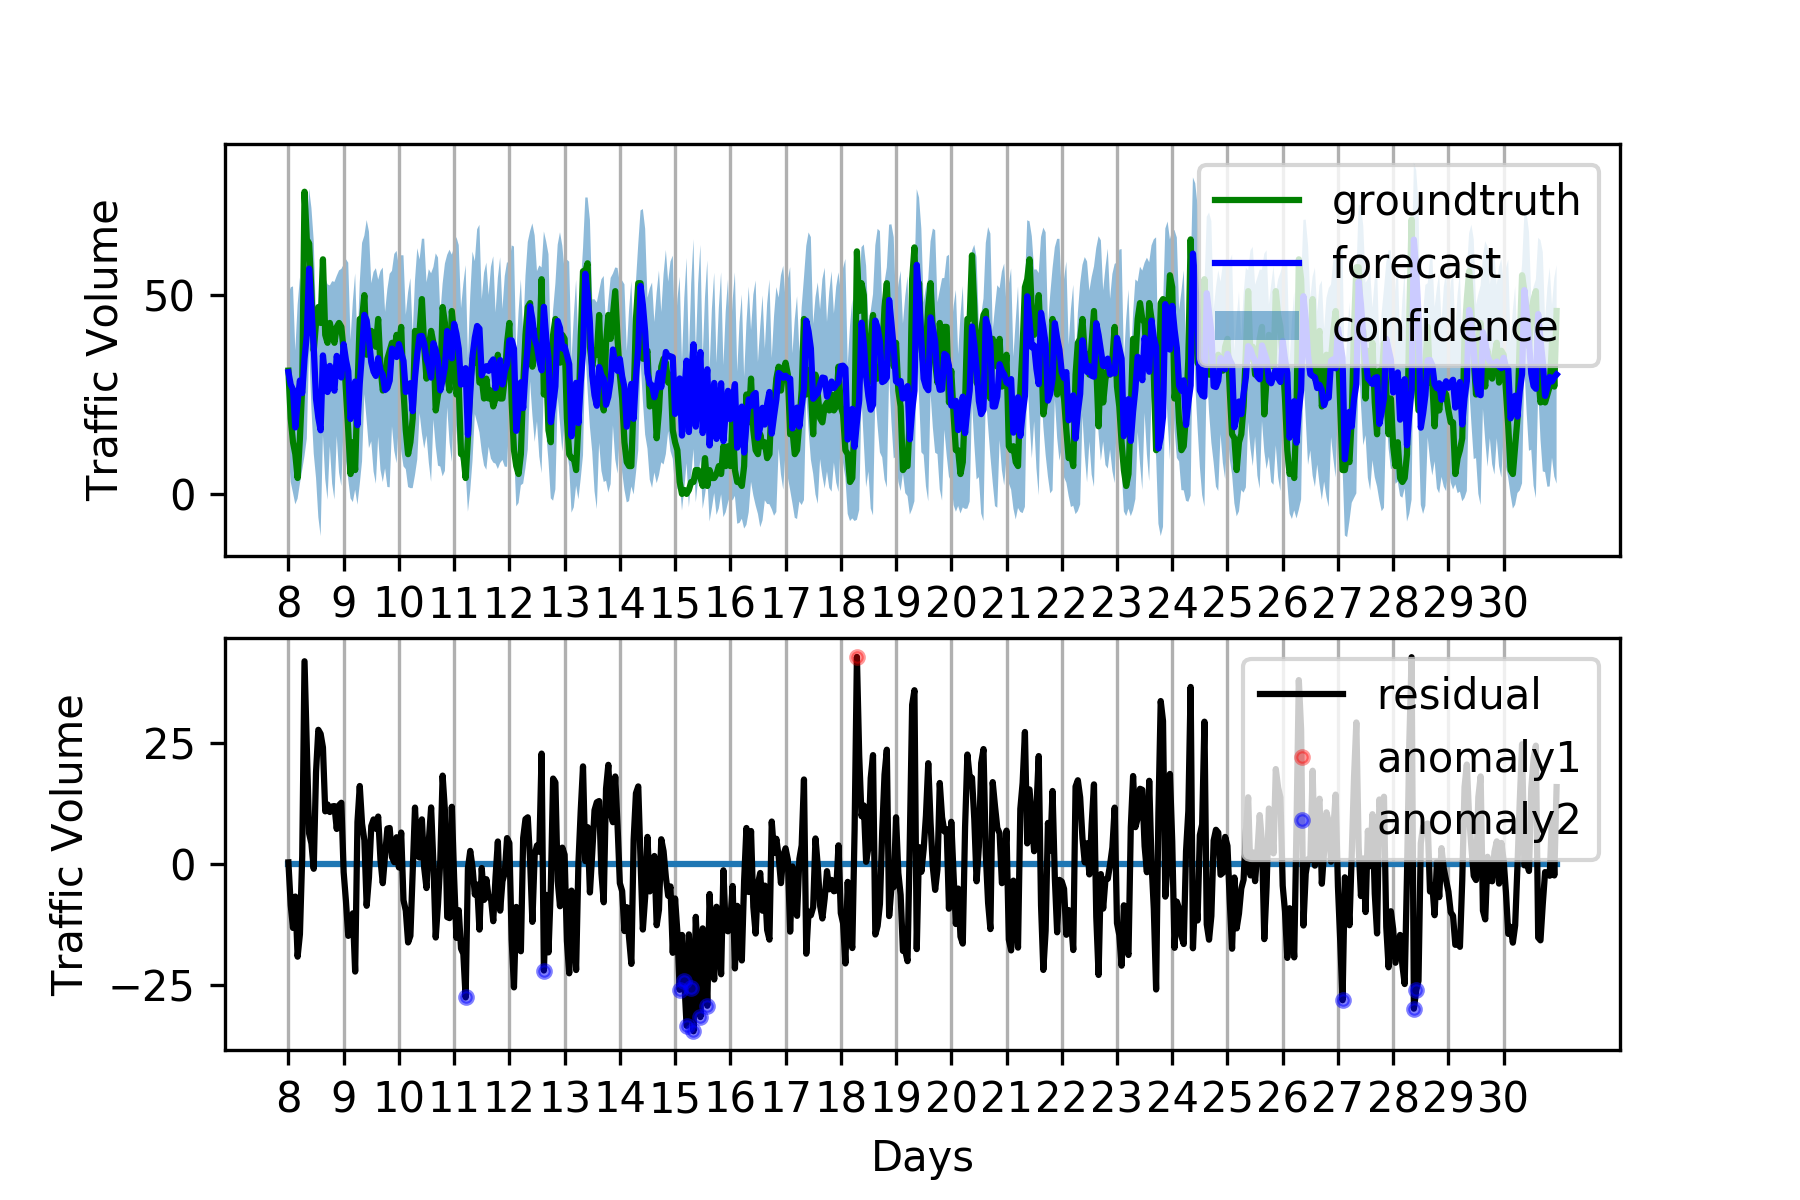 Traffic Volume
50
0
groundtruth
forecast
confidence
8 9 10 11 12 13 14 15 16 17 18 19 20 21 22 23 24 25 26 27 28 29 30
Traffic Volume
25
0
−25
residual
anomaly1
anomaly2
8 9 10 11 12 13 14 15 16 17 18 19 20 21 22 23 24 25 26 27 28 29 30
Days